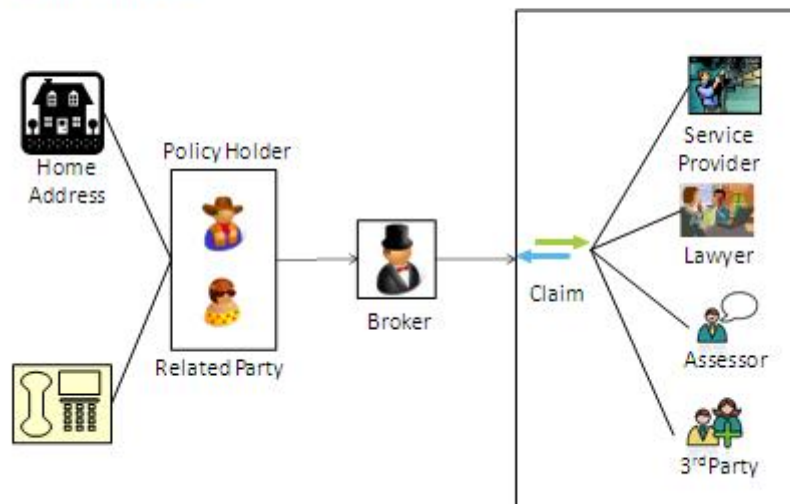 Home
Address
Policy Holder
Related Party
Broker
Claim
Service
Provider
Lawyer
Assessor
3rd Party